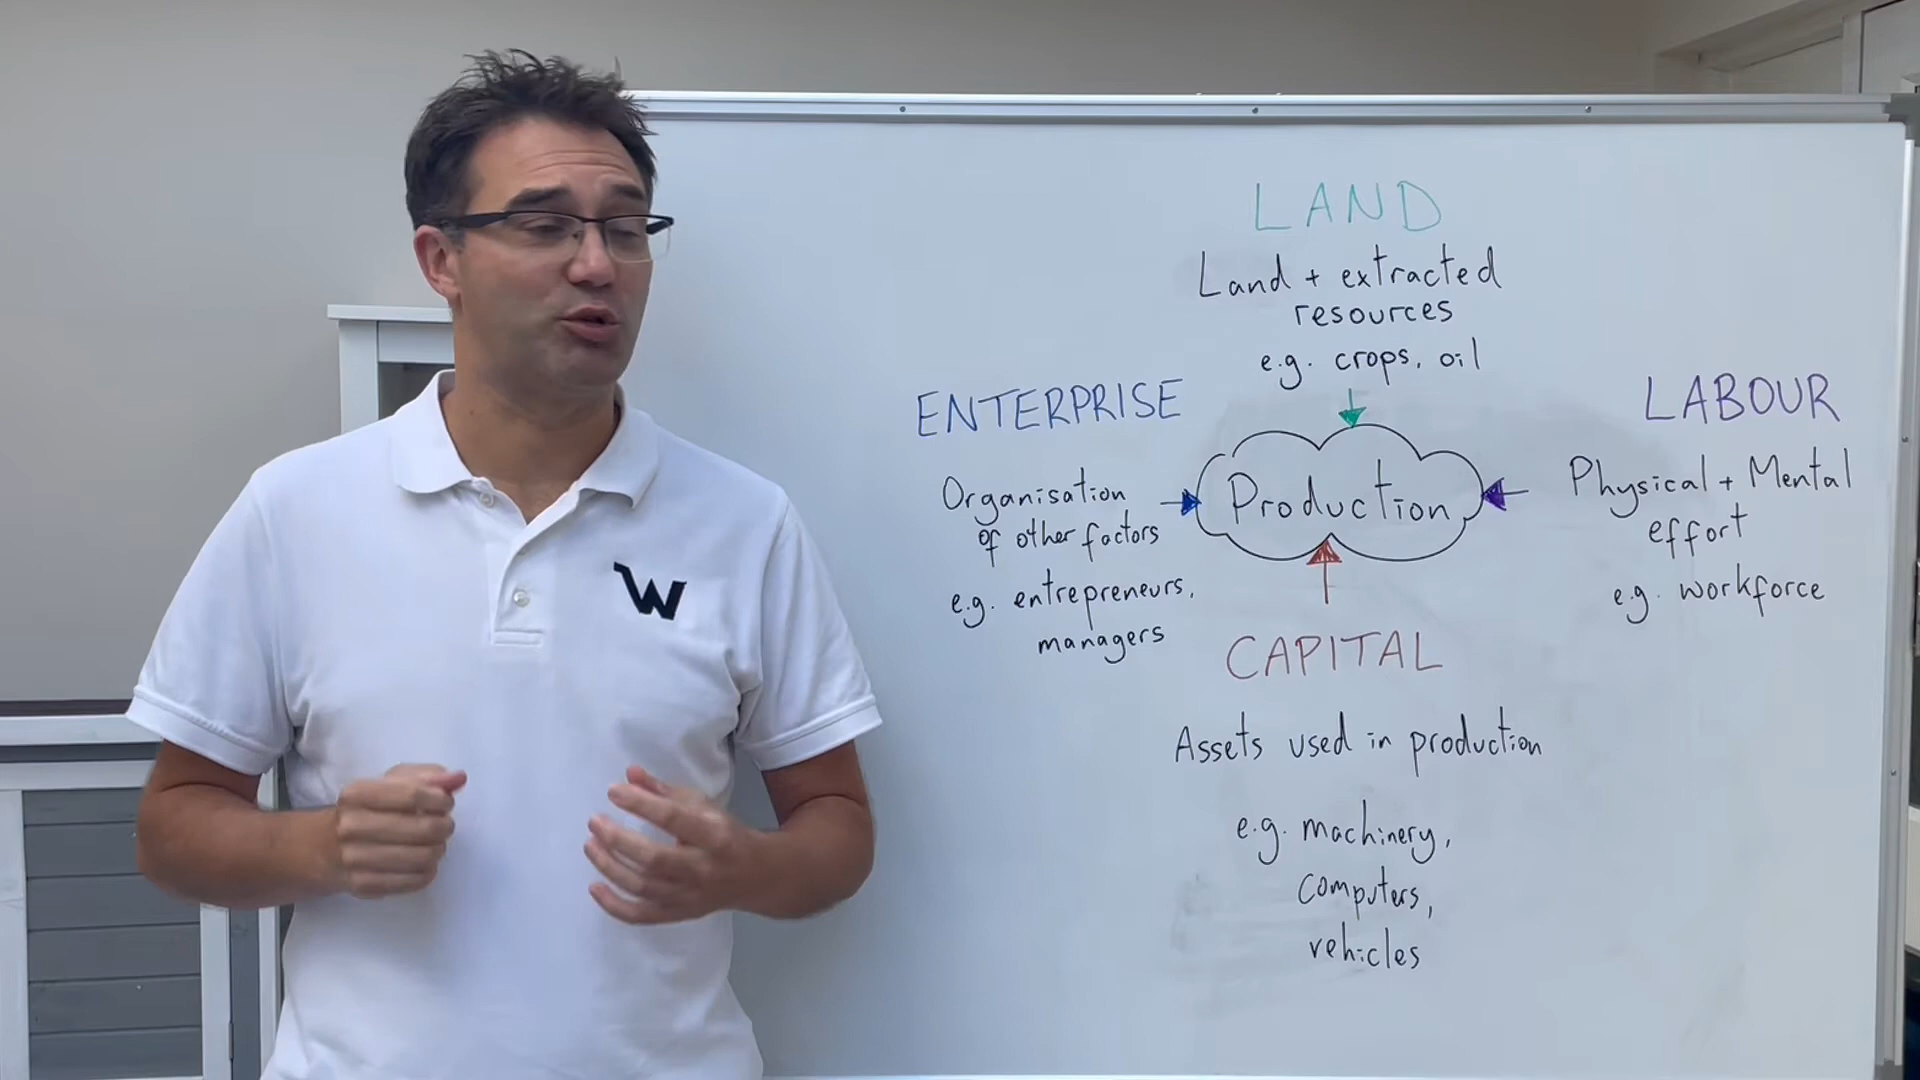 W
LAND
Land + extracted
resources
e.g. crops, oil
ENTERPRISE
Organisation
of other factors
e.g. entrepreneurs,
managers
Production
LABOUR
Physical + Mental
effort
e.g. workforce
CAPITAL
Assets used in production
e.g. machinery,
computers,
vehicles